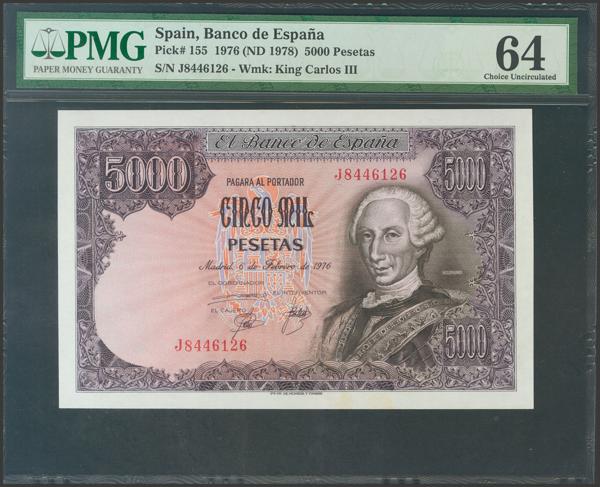 PMG
PAPER MONEY GUARANTY
Spain, Banco de España
Pick# 155 1976 (ND 1978) 5000 Pesetas
S/N J8446126 - Wmk: King Carlos III
64
Choice Uncirculated
El Banco de España
5000
PAGARA AL PORTADOR
J8446126
5000
CINCO MIL
PESETAS
Madrid, 6 de Febrero de 1976
EL GOBERNADOR
EL INTERVENTOR
EL CAJERO
J8446126
5000